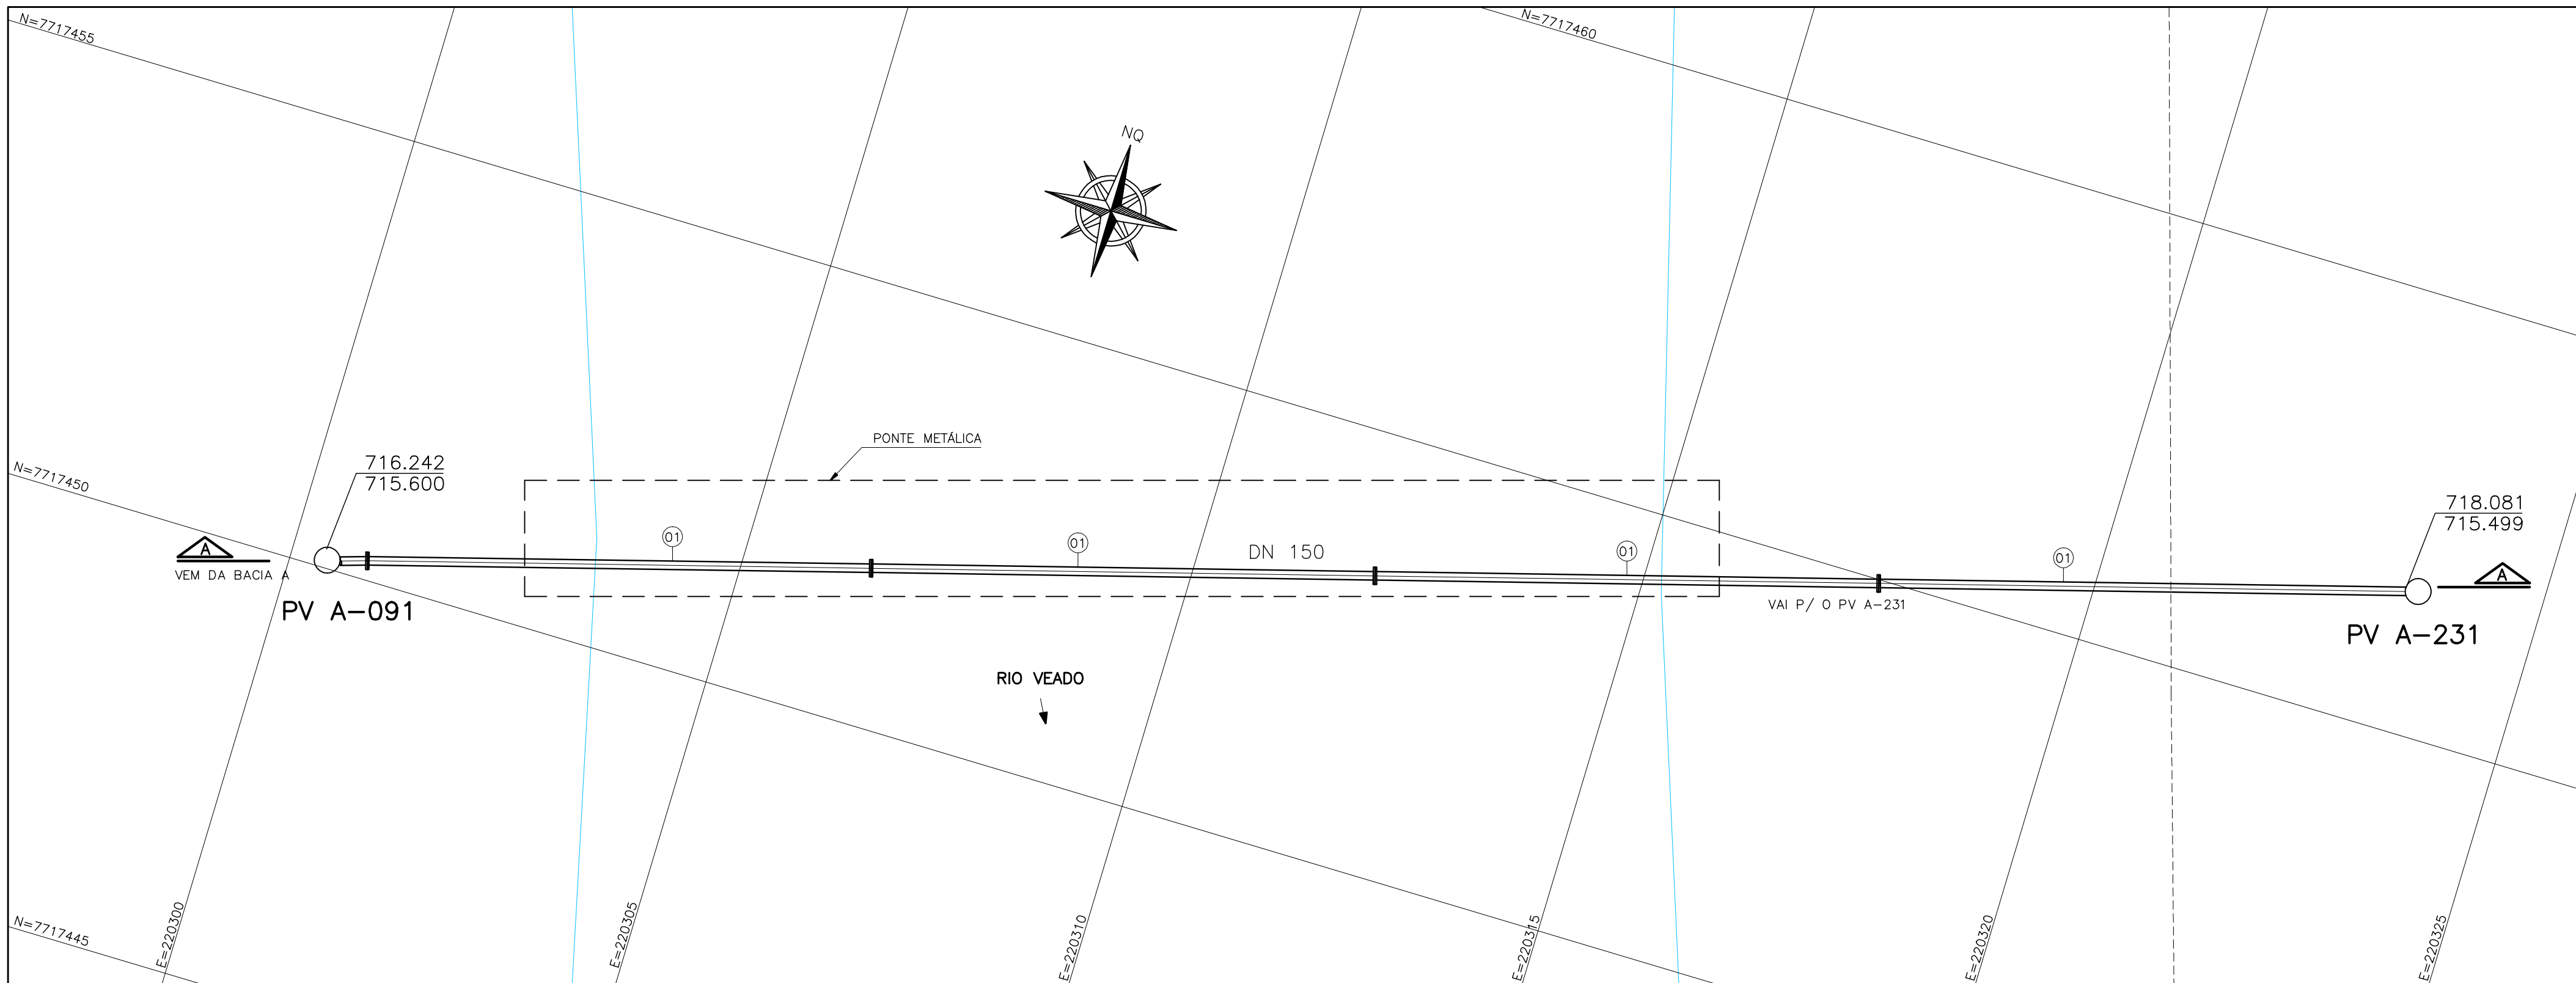 N=7717455
N=7717460
NQ
PONTE METÁLICA
716.242
715.600
N=7717450
718.081
715.499
01
01
DN 150
01
01
A
VEM DA BACIA A
A
VAI P/ O PV A-231
PV A-091
PV A-231
RIO VEADO
N=7717445
E=220300
E=220305
E=220310
E=220315
E=220320
E=220325